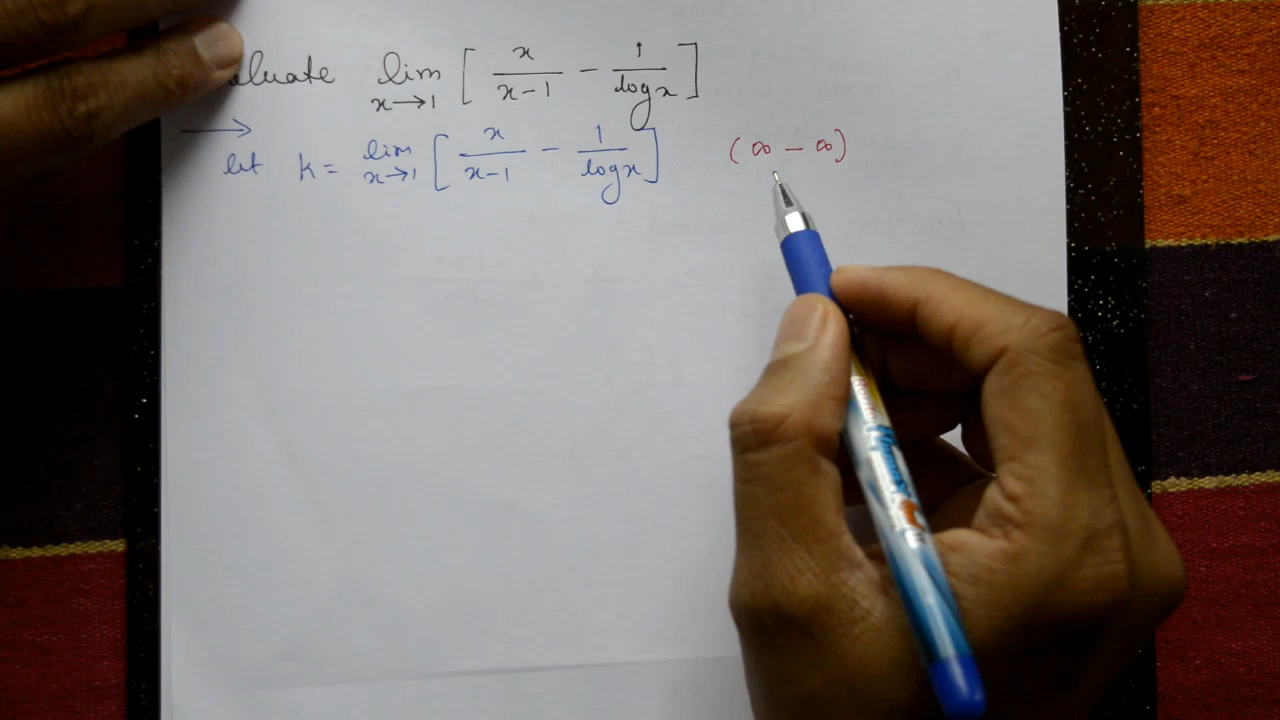 aluate lim x→1 [ x/(x-1) - 1/log x ]
let k = lim x→1 [ x/(x-1) - 1/log x ] (∞ - ∞)